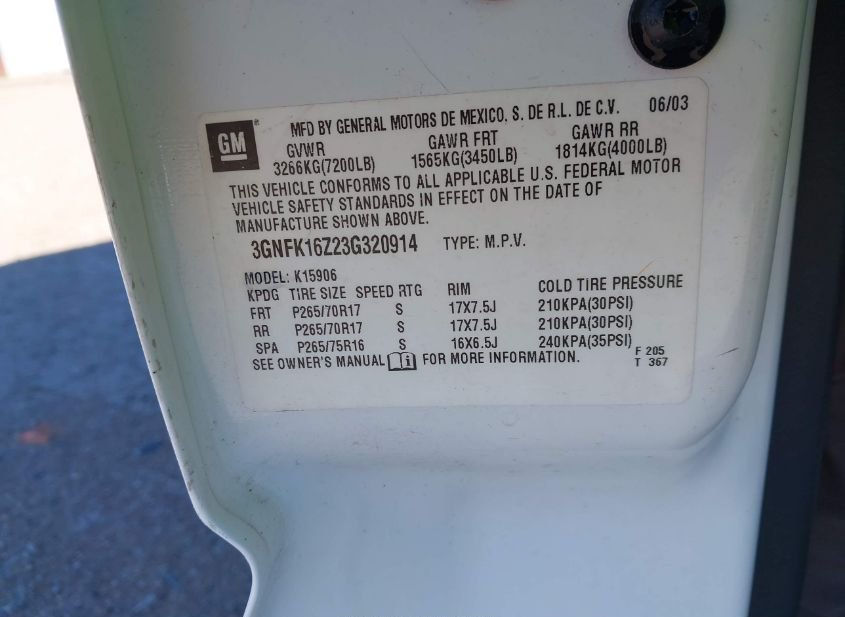 GM
MFD BY GENERAL MOTORS DE MEXICO, S. DE R.L. DE C.V. 06/03
GVWR GAWR FRT GAWR RR
3266KG(7200LB) 1565KG(3450LB) 1814KG(4000LB)
THIS VEHICLE CONFORMS TO ALL APPLICABLE U.S. FEDERAL MOTOR
VEHICLE SAFETY STANDARDS IN EFFECT ON THE DATE OF
MANUFACTURE SHOWN ABOVE.
3GNFK16Z23G320914 TYPE: M.P.V.
MODEL: K15906
KPDG TIRE SIZE SPEED RTG RIM COLD TIRE PRESSURE
FRT P265/70R17 S 17X7.5J 210KPA(30PSI)
RR P265/70R17 S 17X7.5J 210KPA(30PSI)
SPA P265/75R16 S 16X6.5J 240KPA(35PSI)
SEE OWNER'S MANUAL FOR MORE INFORMATION.
F 205
T 367